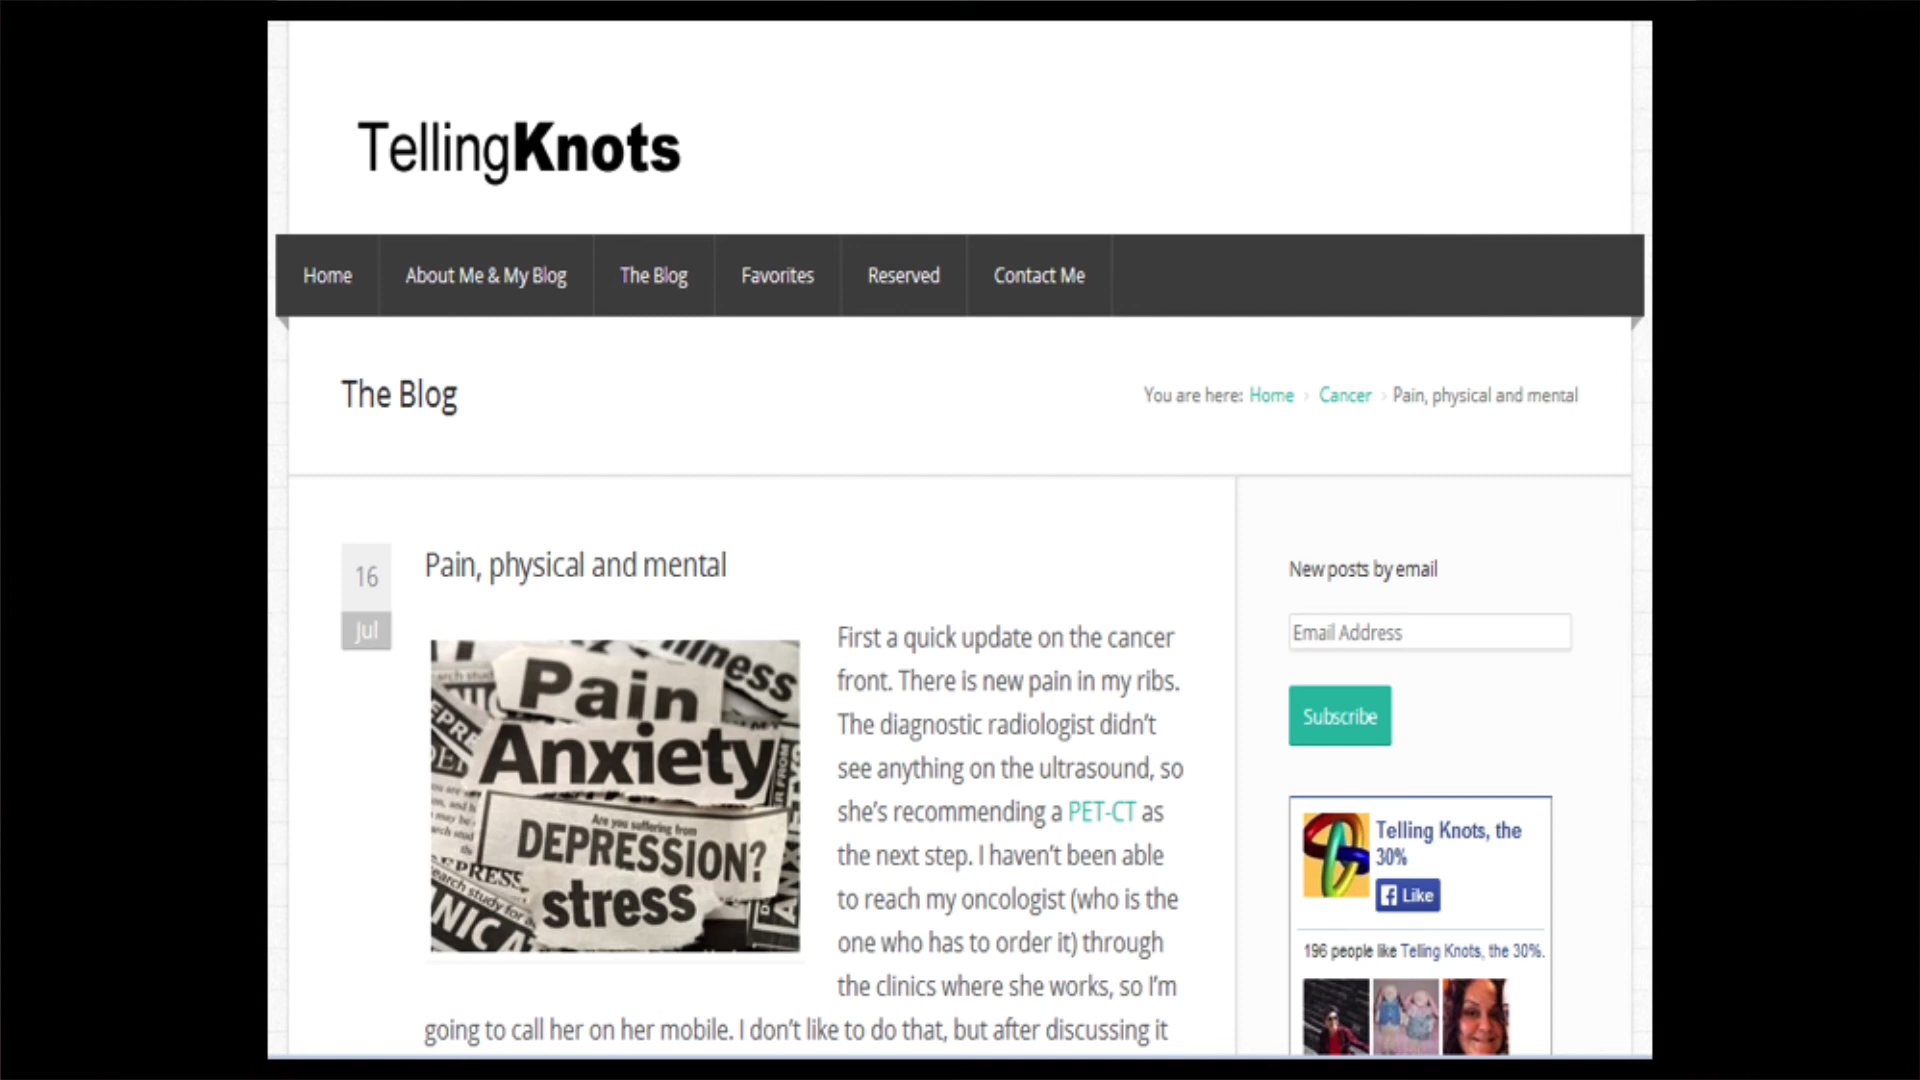 TellingKnots
Home About Me & My Blog The Blog Favorites Reserved Contact Me
The Blog
You are here: Home › Cancer › Pain, physical and mental
16
Jul
Pain, physical and mental
Pain
Anxiety
Are you suffering from
DEPRESSION?
stress
First a quick update on the cancer
front. There is new pain in my ribs.
The diagnostic radiologist didn't
see anything on the ultrasound, so
she's recommending a PET-CT as
the next step. I haven't been able
to reach my oncologist (who is the
one who has to order it) through
the clinics where she works, so I'm
going to call her on her mobile. I don't like to do that, but after discussing it
New posts by email
Email Address
Subscribe
Telling Knots, the
30%
Like
196 people like Telling Knots, the 30%.